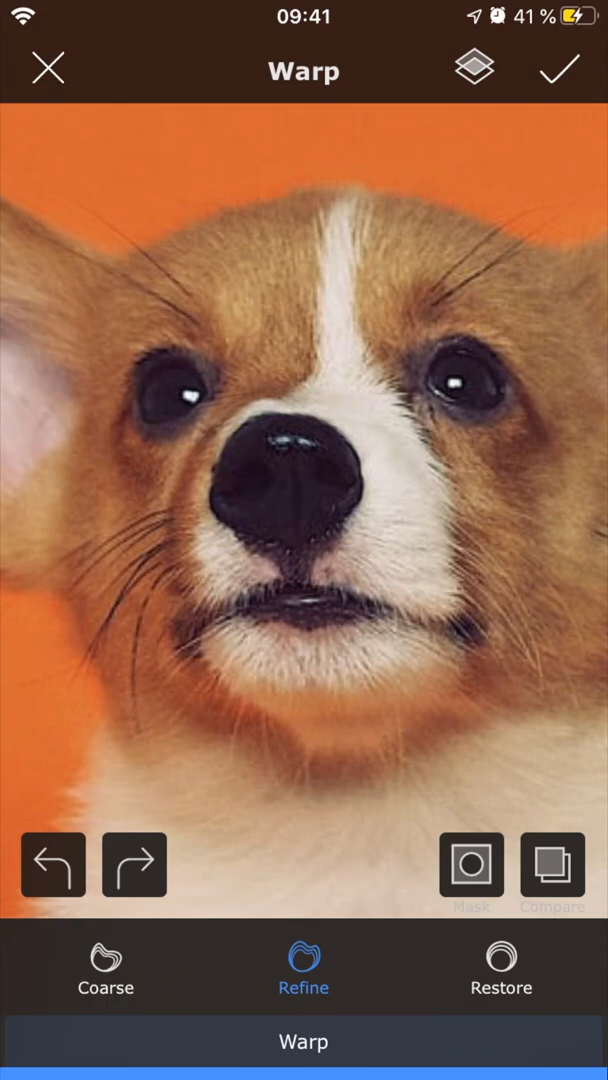 09:41
41 %
Warp
Mask
Compare
Coarse
Refine
Restore
Warp